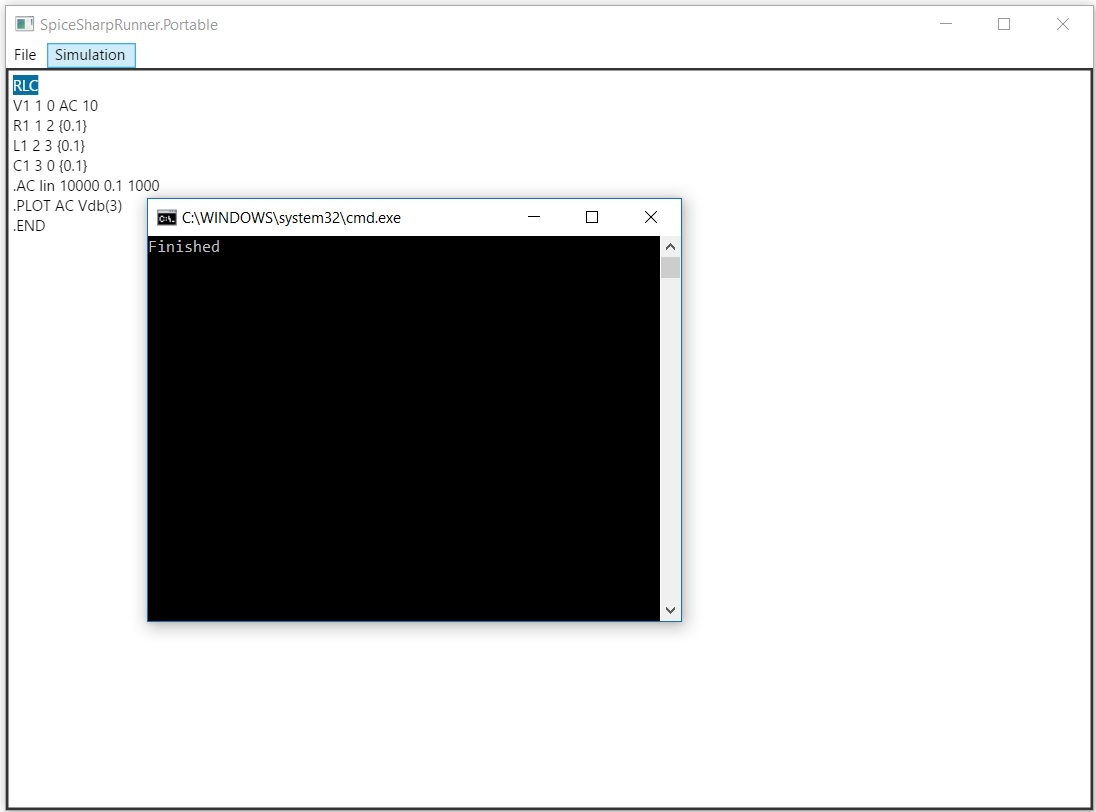 SpiceSharpRunner.Portable
File Simulation
RLC
V1 1 0 AC 10
R1 1 2 {0.1}
L1 2 3 {0.1}
C1 3 0 {0.1}
.AC lin 10000 0.1 1000
.PLOT AC Vdb(3)
.END
C:\WINDOWS\system32\cmd.exe
Finished